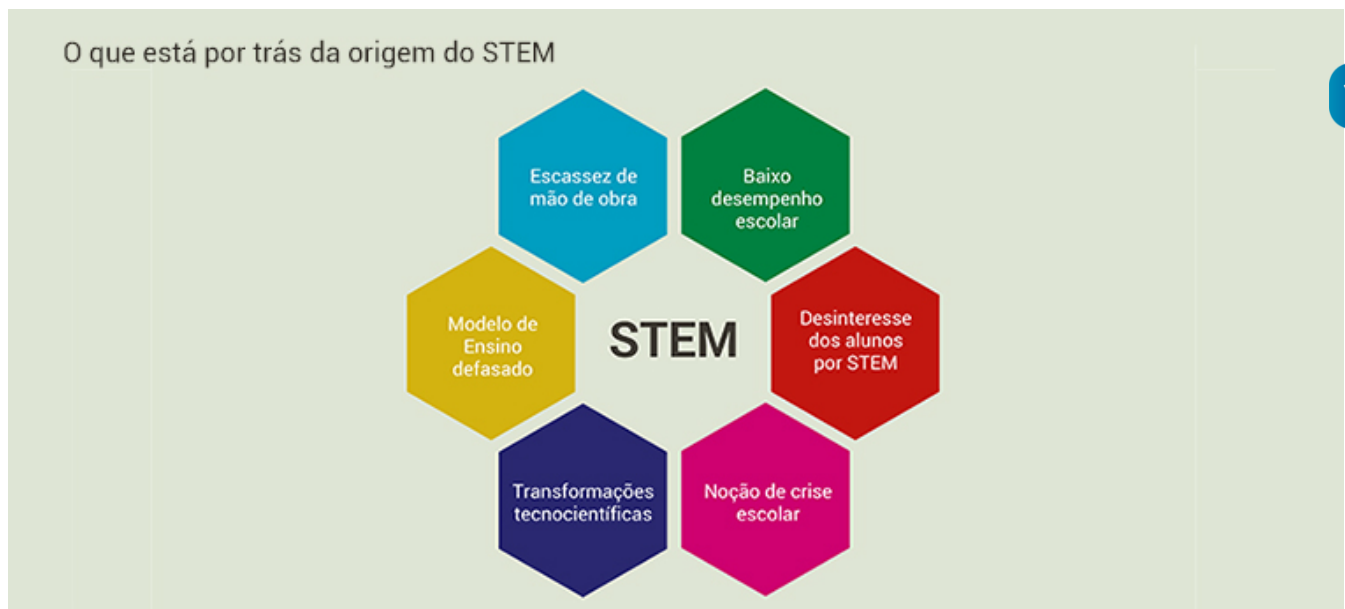 O que está por trás da origem do STEM
Escassez de
mão de obra
Baixo
desempenho
escolar
Modelo de
Ensino
defasado
STEM
Desinteresse
dos alunos
por STEM
Transformações
tecnocientíficas
Noção de crise
escolar